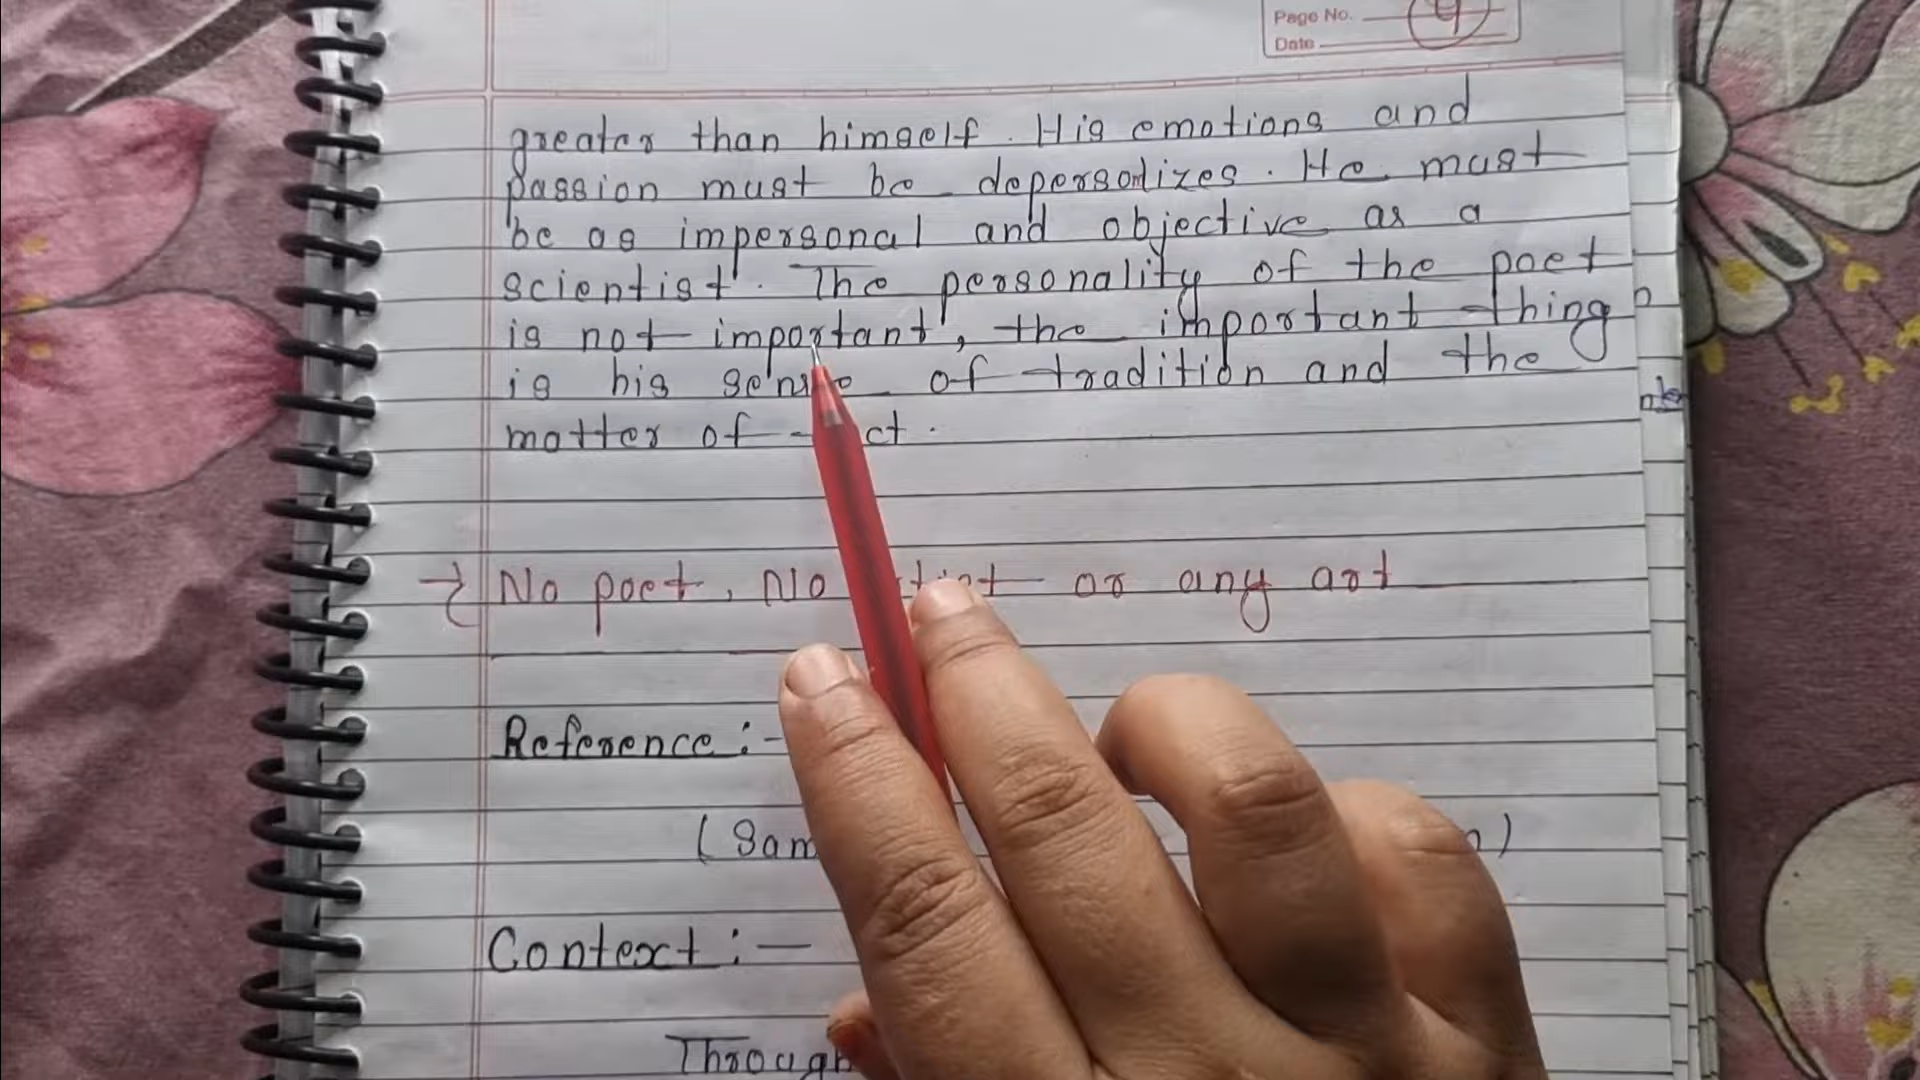 Page No. 4
Date
greater than himself. His emotions and
passion must be depersonlizes. He must
be as impersonal and objective as a
scientist. The personality of the poet
is not important, the important thing
is his sense of tradition and the
matter of
No poet, No or any art
Reference :-
Context :-